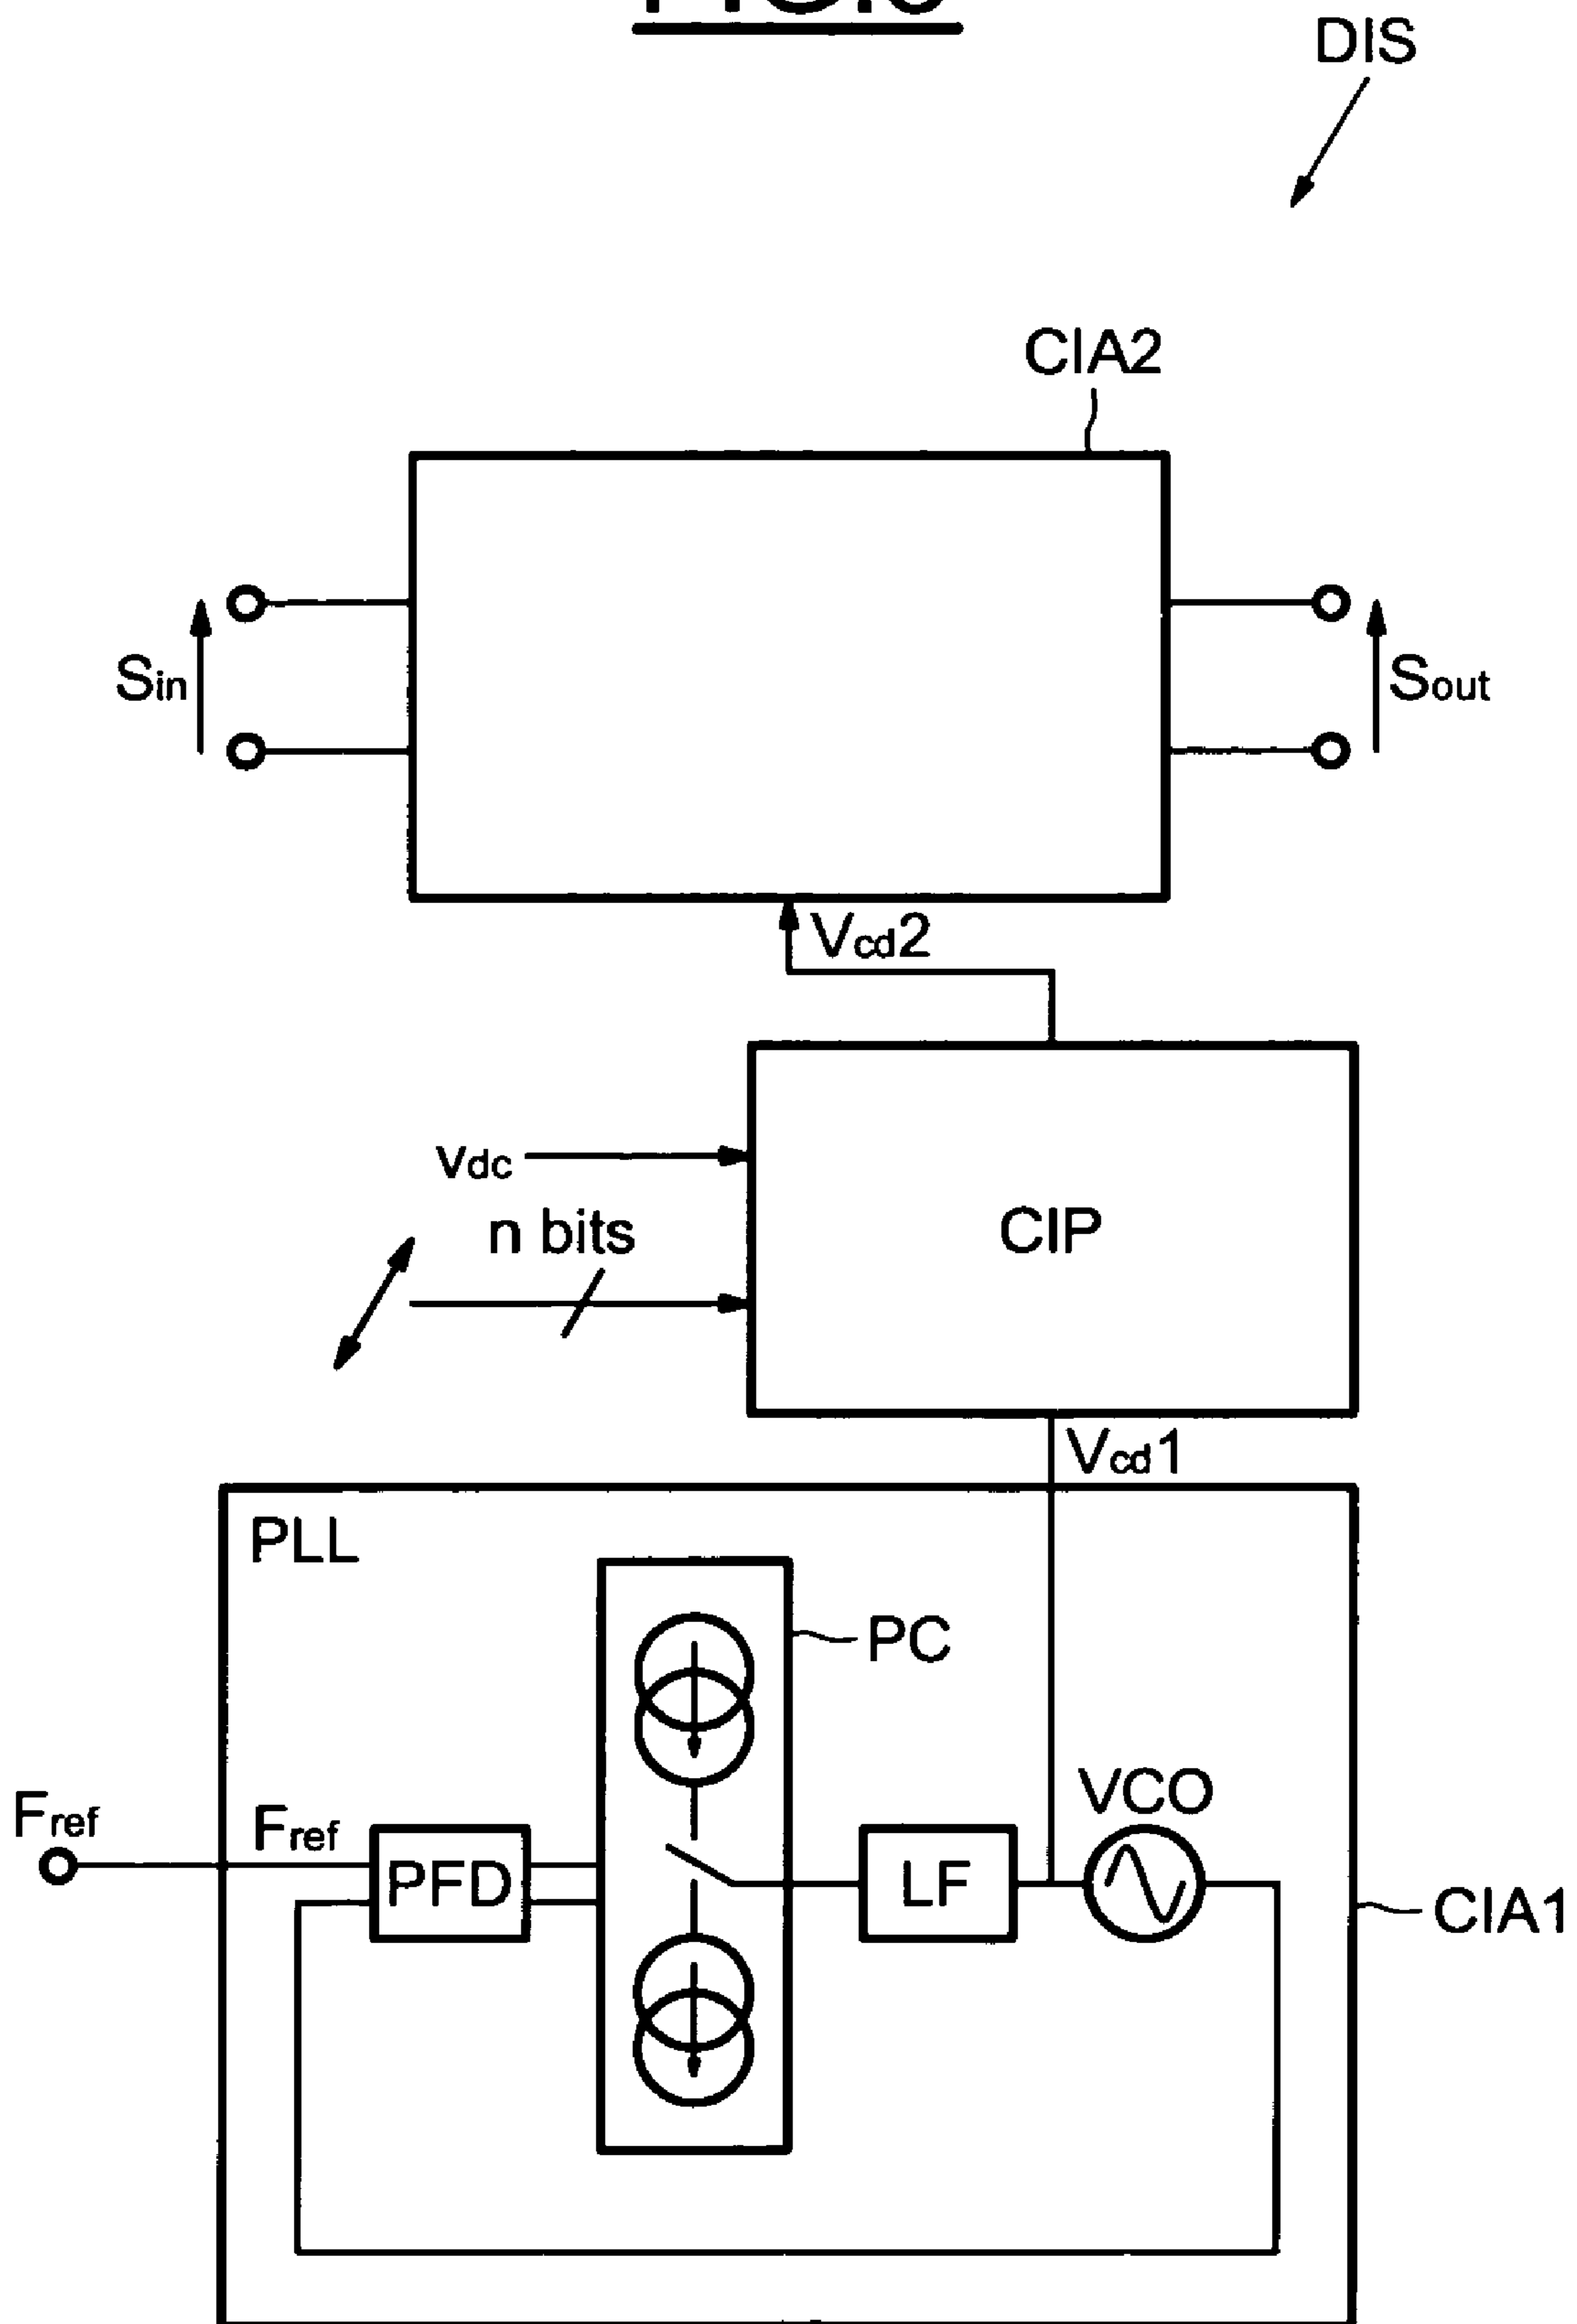 DIS
CIA2
Sin
Sout
Vcd2
vdc
n bits
CIP
Vcd1
PLL
PC
VCO
Fref
Fref
PFD
LF
CIA1